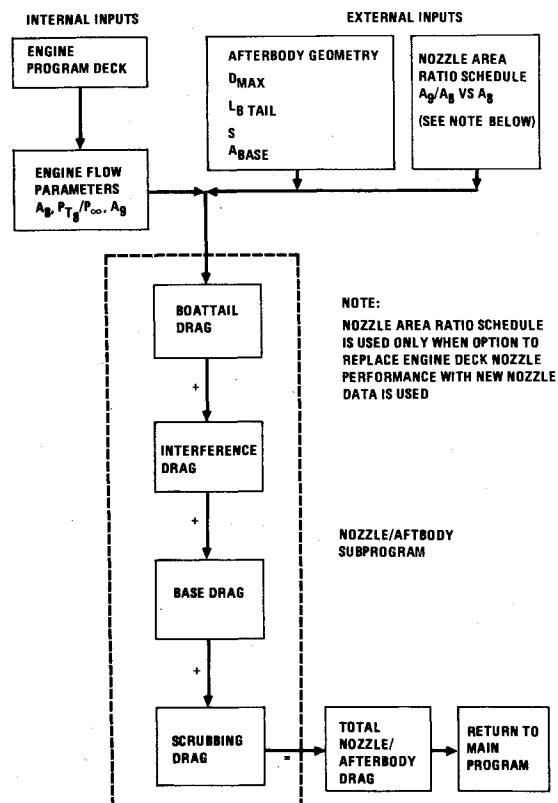 INTERNAL INPUTS
EXTERNAL INPUTS
ENGINE
PROGRAM DECK
AFTERBODY GEOMETRY
DMAX
LB TAIL
S
ABASE
NOZZLE AREA
RATIO SCHEDULE
A9/A8 VS A8
(SEE NOTE BELOW)
ENGINE FLOW
PARAMETERS
A8, PT8/P∞, A9
BOATTAIL
DRAG
+
INTERFERENCE
DRAG
+
BASE DRAG
+
SCRUBBING
DRAG
=
NOTE:
NOZZLE AREA RATIO SCHEDULE
IS USED ONLY WHEN OPTION TO
REPLACE ENGINE DECK NOZZLE
PERFORMANCE WITH NEW NOZZLE
DATA IS USED
NOZZLE/AFTBODY
SUBPROGRAM
TOTAL
NOZZLE/
AFTERBODY
DRAG
RETURN TO
MAIN
PROGRAM